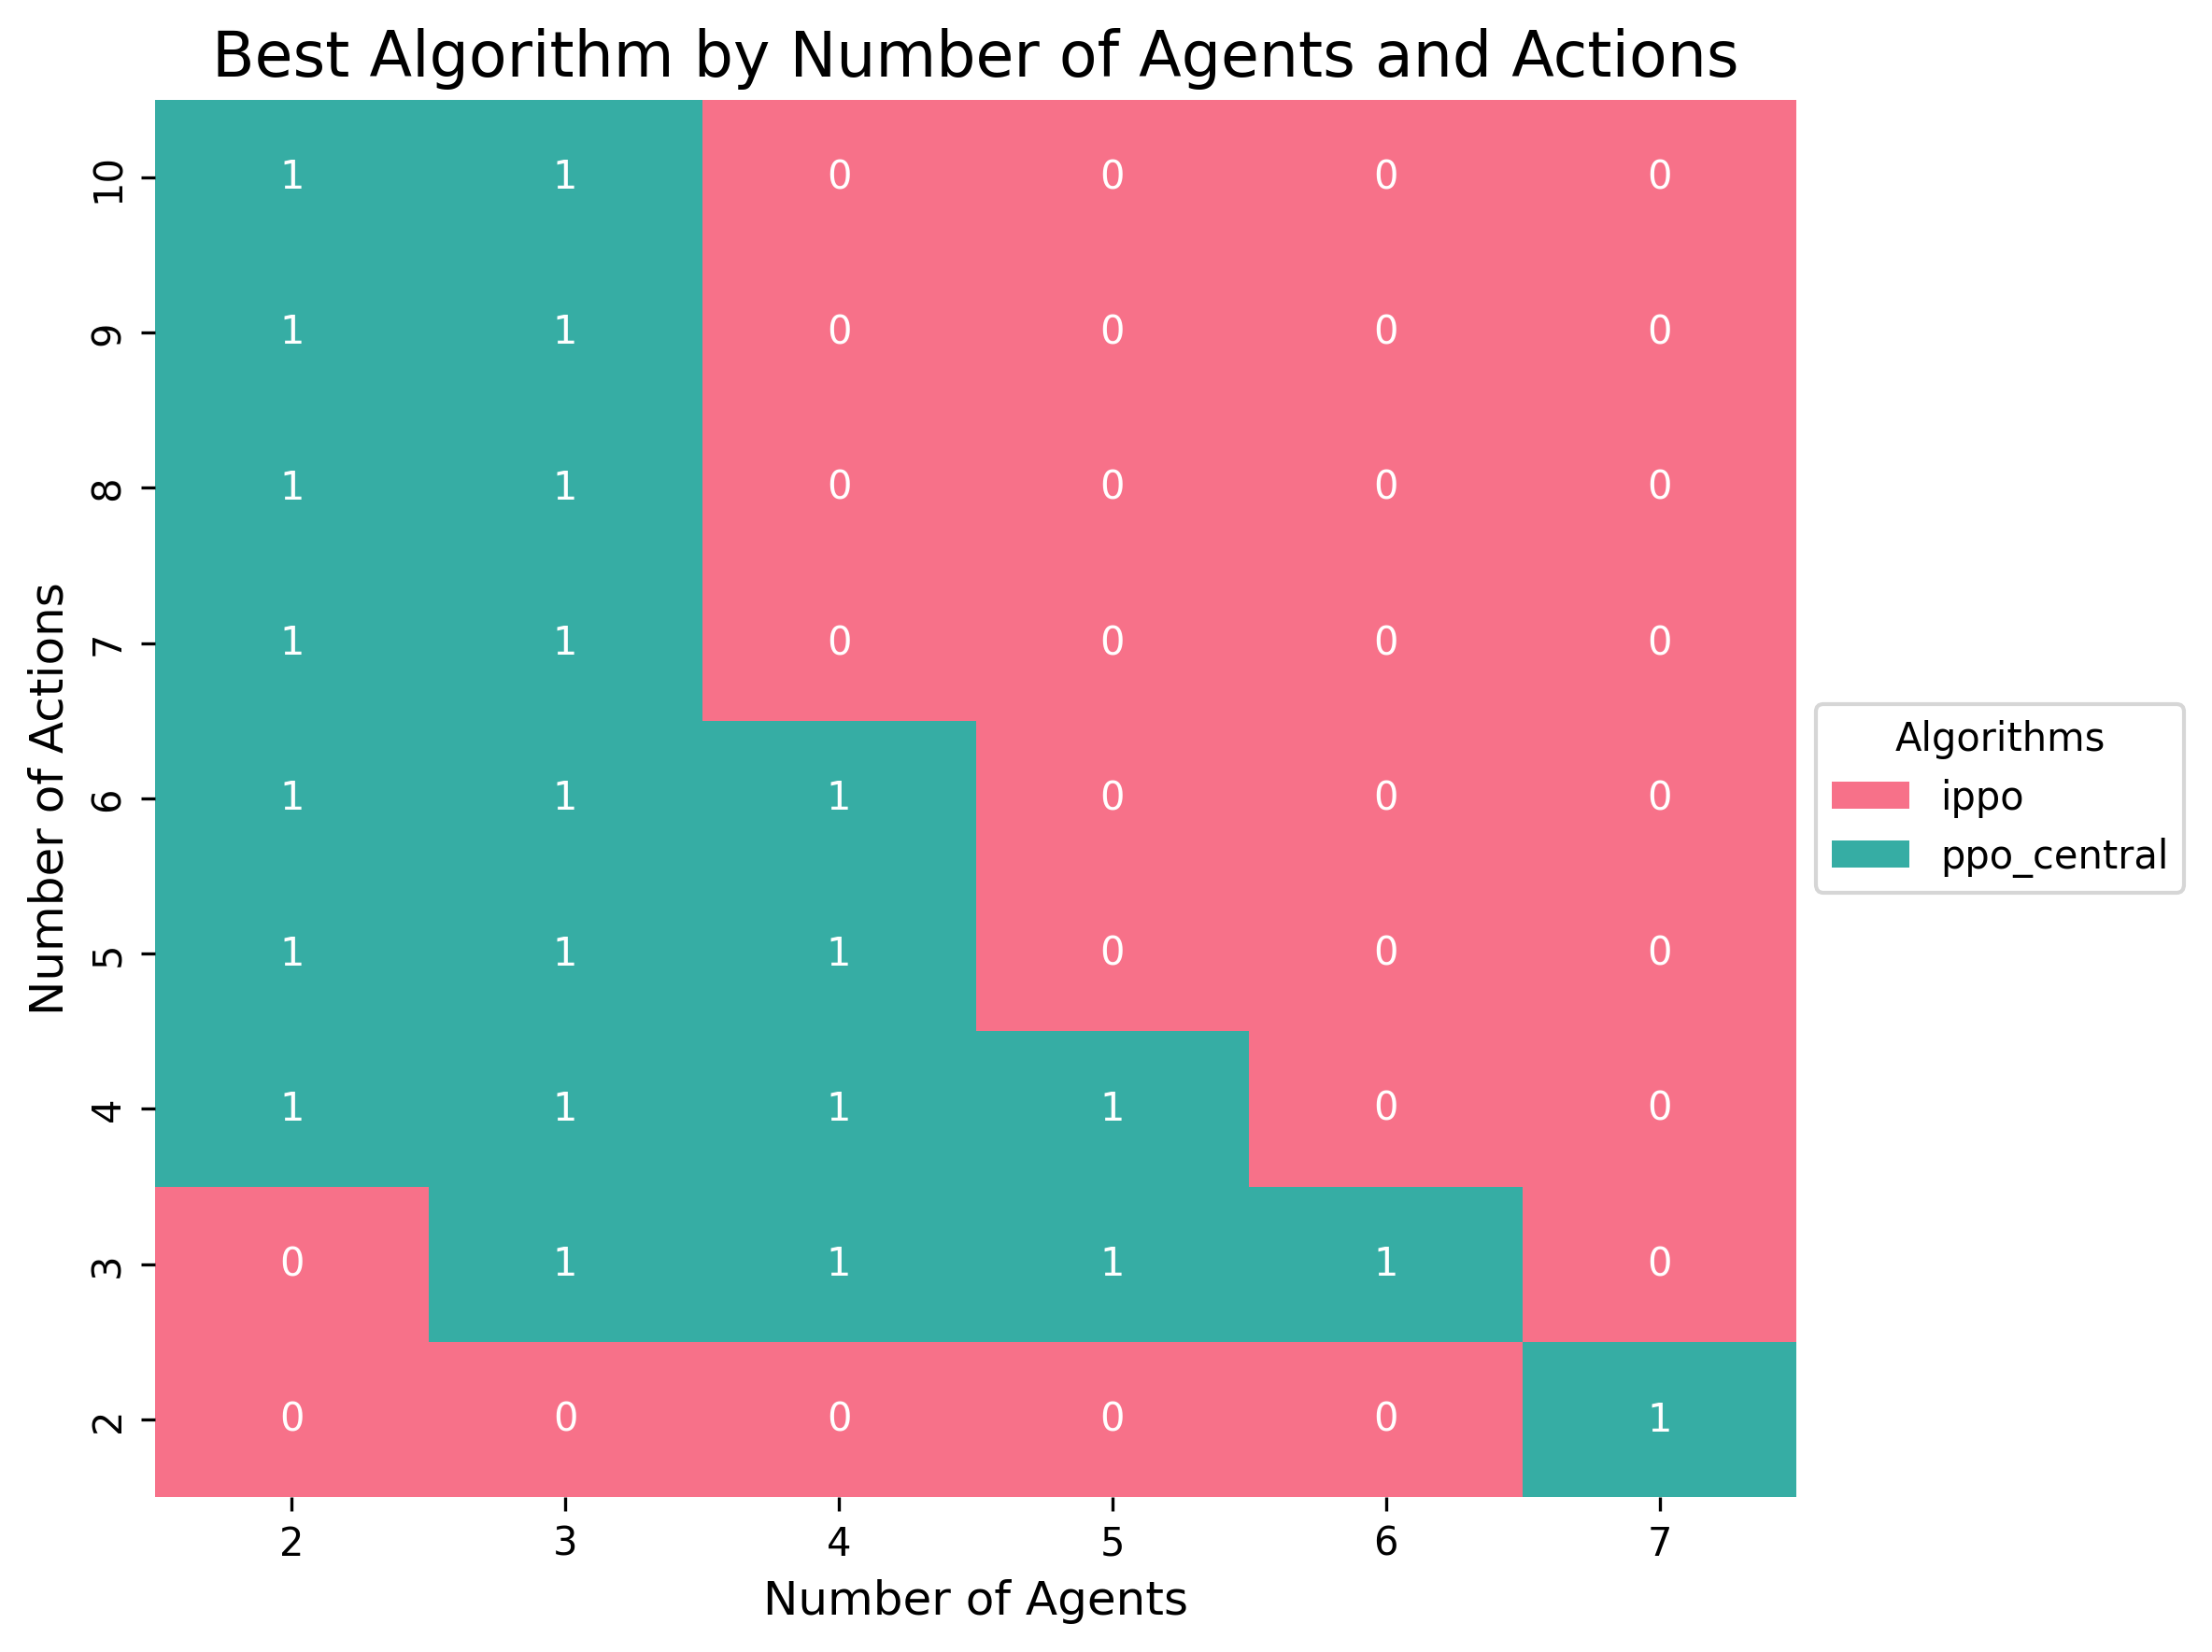 Best Algorithm by Number of Agents and Actions
Number of Actions
10 1 1 0 0 0 0
9 1 1 0 0 0 0
8 1 1 0 0 0 0
7 1 1 0 0 0 0
6 1 1 1 0 0 0
5 1 1 1 0 0 0
4 1 1 1 1 0 0
3 0 1 1 1 1 0
2 0 0 0 0 0 1
2 3 4 5 6 7
Number of Agents
Algorithms
ippo
ppo_central